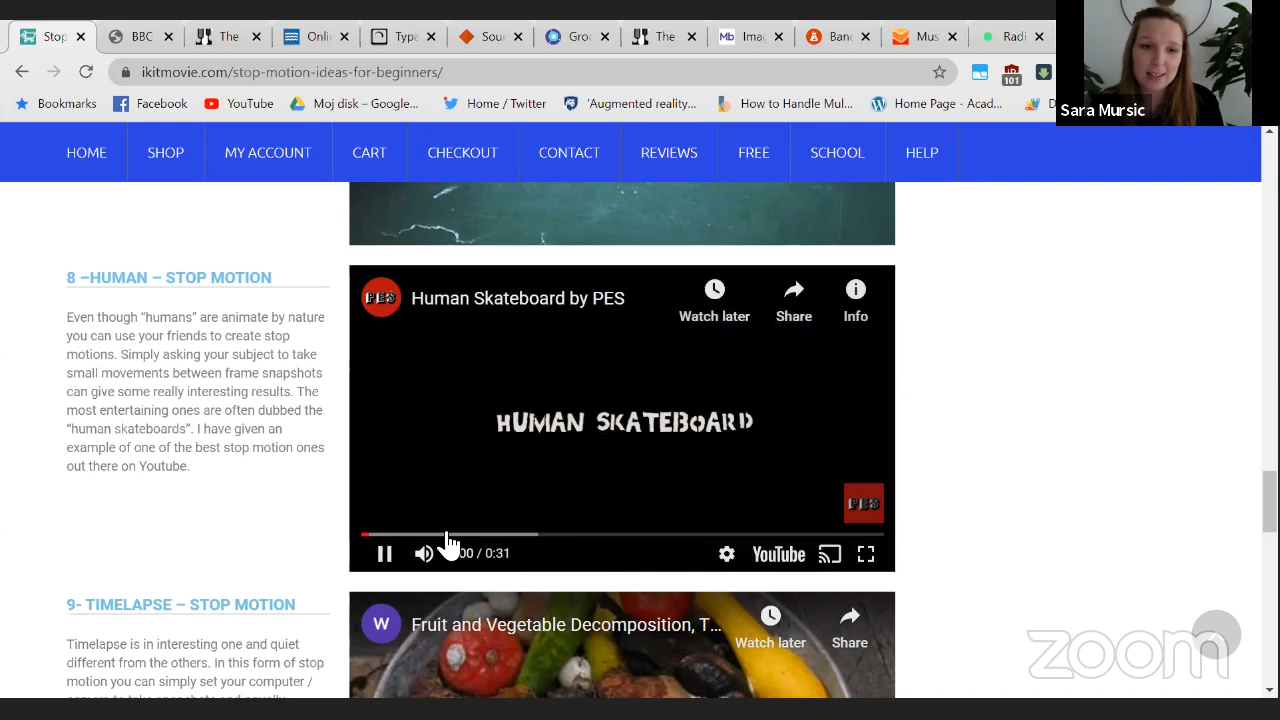 Stop
BBC
The
Onli
Typa
Sour
Gro
The
Mb
Imag
Banc
Mus
Radi
Sara Mursic
ikitmovie.com/stop-motion-ideas-for-beginners/
101
Bookmarks
Facebook
YouTube
Moj disk – Google...
Home / Twitter
'Augmented reality...
How to Handle Mul...
Home Page - Acad...
D
HOME
SHOP
MY ACCOUNT
CART
CHECKOUT
CONTACT
REVIEWS
FREE
SCHOOL
HELP
8 –HUMAN – STOP MOTION
Even though “humans” are animate by nature
you can use your friends to create stop
motions. Simply asking your subject to take
small movements between frame snapshots
can give some really interesting results. The
most entertaining ones are often dubbed the
“human skateboards”. I have given an
example of one of the best stop motion ones
out there on Youtube.
PES
Human Skateboard by PES
Watch later
Share
Info
HUMAN SKATEBOARD
PES
:00 / 0:31
YouTube
9- TIMELAPSE – STOP MOTION
Timelapse is in interesting one and quiet
different from the others. In this form of stop
motion you can simply set your computer /
W
Fruit and Vegetable Decomposition, T...
Watch later
Share
zoom